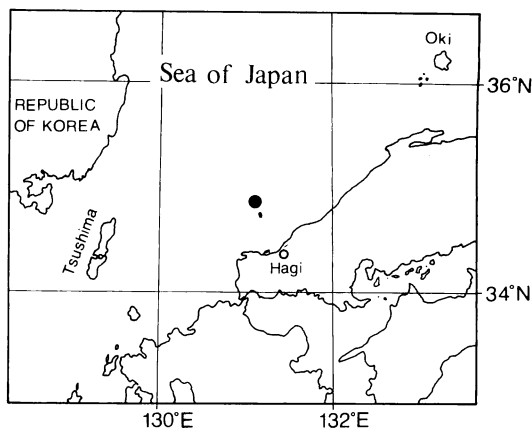 Oki
Sea of Japan
36°N
REPUBLIC
OF KOREA
Tsushima
Hagi
34°N
130°E
132°E